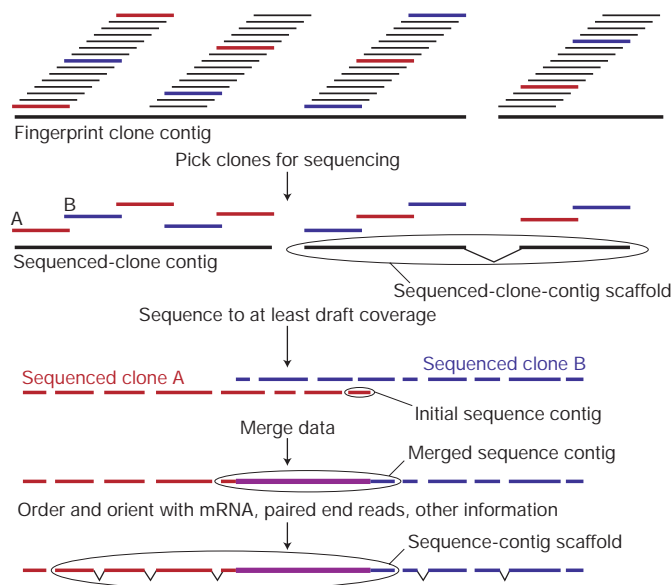 Fingerprint clone contig
Pick clones for sequencing
A
B
Sequenced-clone contig
Sequenced-clone-contig scaffold
Sequence to at least draft coverage
Sequenced clone A
Sequenced clone B
Initial sequence contig
Merge data
Merged sequence contig
Order and orient with mRNA, paired end reads, other information
Sequence-contig scaffold